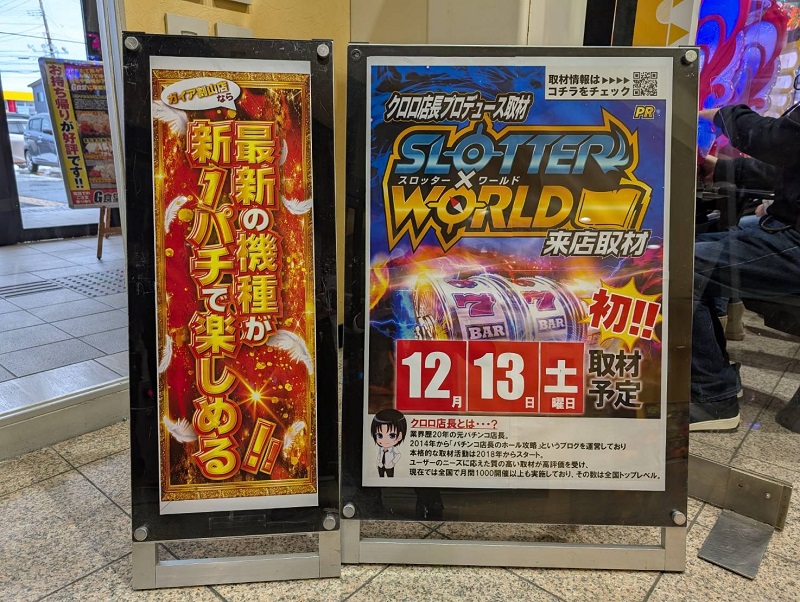 お持ち帰りが好評です!!
G食堂
ガイア
店
なら
最新の機種が
新1パチで楽しめる!!
取材情報は▶▶▶▶
コチラをチェック
PR
クロロ店長プロデュース取材
SLOTTER
スロッター×ワールド
WORLD
来店取材
7 7
BAR BAR
初!!
12月13日土曜日
取材
予定
クロロ店長とは・・・?
業界歴20年の元パチンコ店長。
2014年から「パチンコ店長のホール攻略」というブログを運営しており
本格的な取材活動は2018年からスタート。
ユーザーのニーズに応えた質の高い取材が高評価を受け、
現在では全国で月間1000開催以上も実施しており、その数は全国トップレベル。